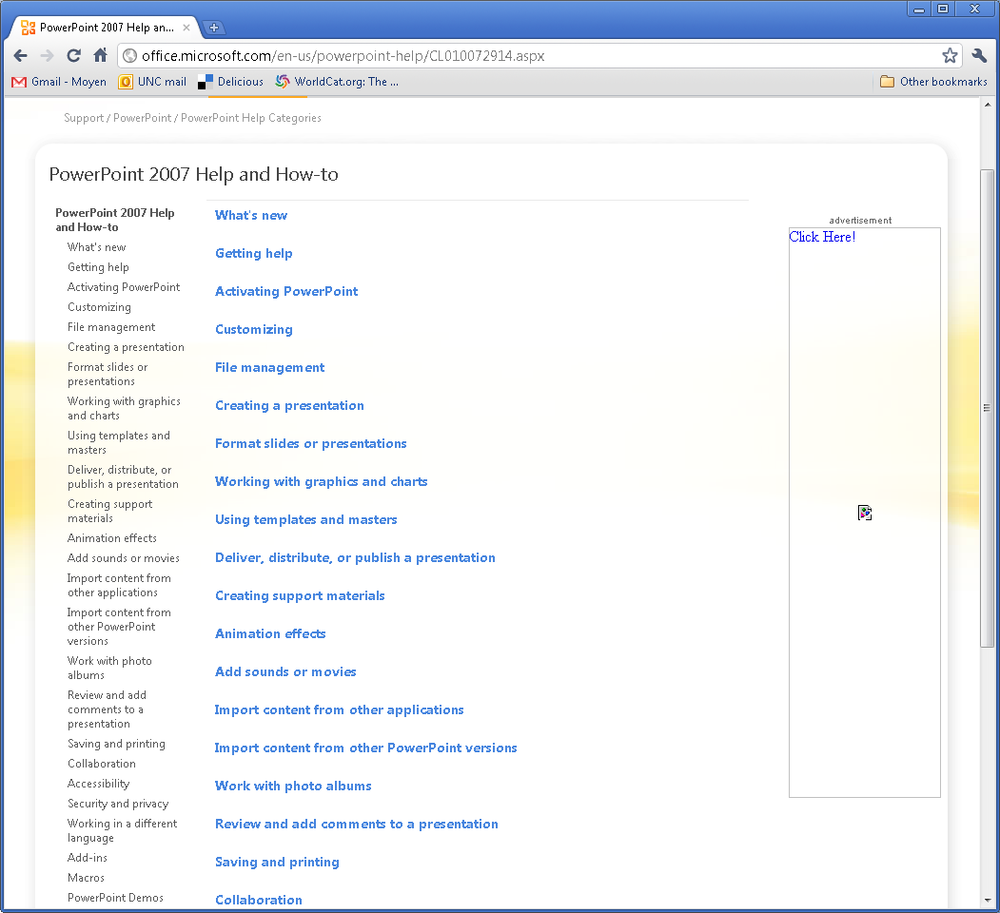 PowerPoint 2007 Help an...
office.microsoft.com/en-us/powerpoint-help/CL010072914.aspx
Gmail - Moyen
UNC mail
Delicious
WorldCat.org: The ...
Other bookmarks
Support / PowerPoint / PowerPoint Help Categories
PowerPoint 2007 Help and How-to
PowerPoint 2007 Help
and How-to
What's new
Getting help
Activating PowerPoint
Customizing
File management
Creating a presentation
Format slides or
presentations
Working with graphics
and charts
Using templates and
masters
Deliver, distribute, or
publish a presentation
Creating support
materials
Animation effects
Add sounds or movies
Import content from
other applications
Import content from
other PowerPoint
versions
Work with photo
albums
Review and add
comments to a
presentation
Saving and printing
Collaboration
Accessibility
Security and privacy
Working in a different
language
Add-ins
Macros
PowerPoint Demos
What's new
Getting help
Activating PowerPoint
Customizing
File management
Creating a presentation
Format slides or presentations
Working with graphics and charts
Using templates and masters
Deliver, distribute, or publish a presentation
Creating support materials
Animation effects
Add sounds or movies
Import content from other applications
Import content from other PowerPoint versions
Work with photo albums
Review and add comments to a presentation
Saving and printing
Collaboration
advertisement
Click Here!